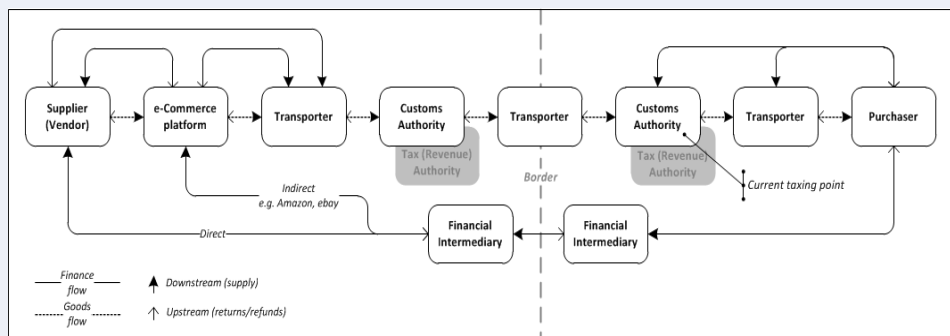 Supplier
(Vendor)
e-Commerce
platform
Transporter
Customs
Authority
Tax (Revenue)
Authority
Transporter
Border
Customs
Authority
Tax (Revenue)
Authority
Transporter
Purchaser
Current taxing point
Indirect
e.g. Amazon, ebay
Direct
Financial
Intermediary
Financial
Intermediary
Finance
flow
Downstream (supply)
Goods
flow
Upstream (returns/refunds)